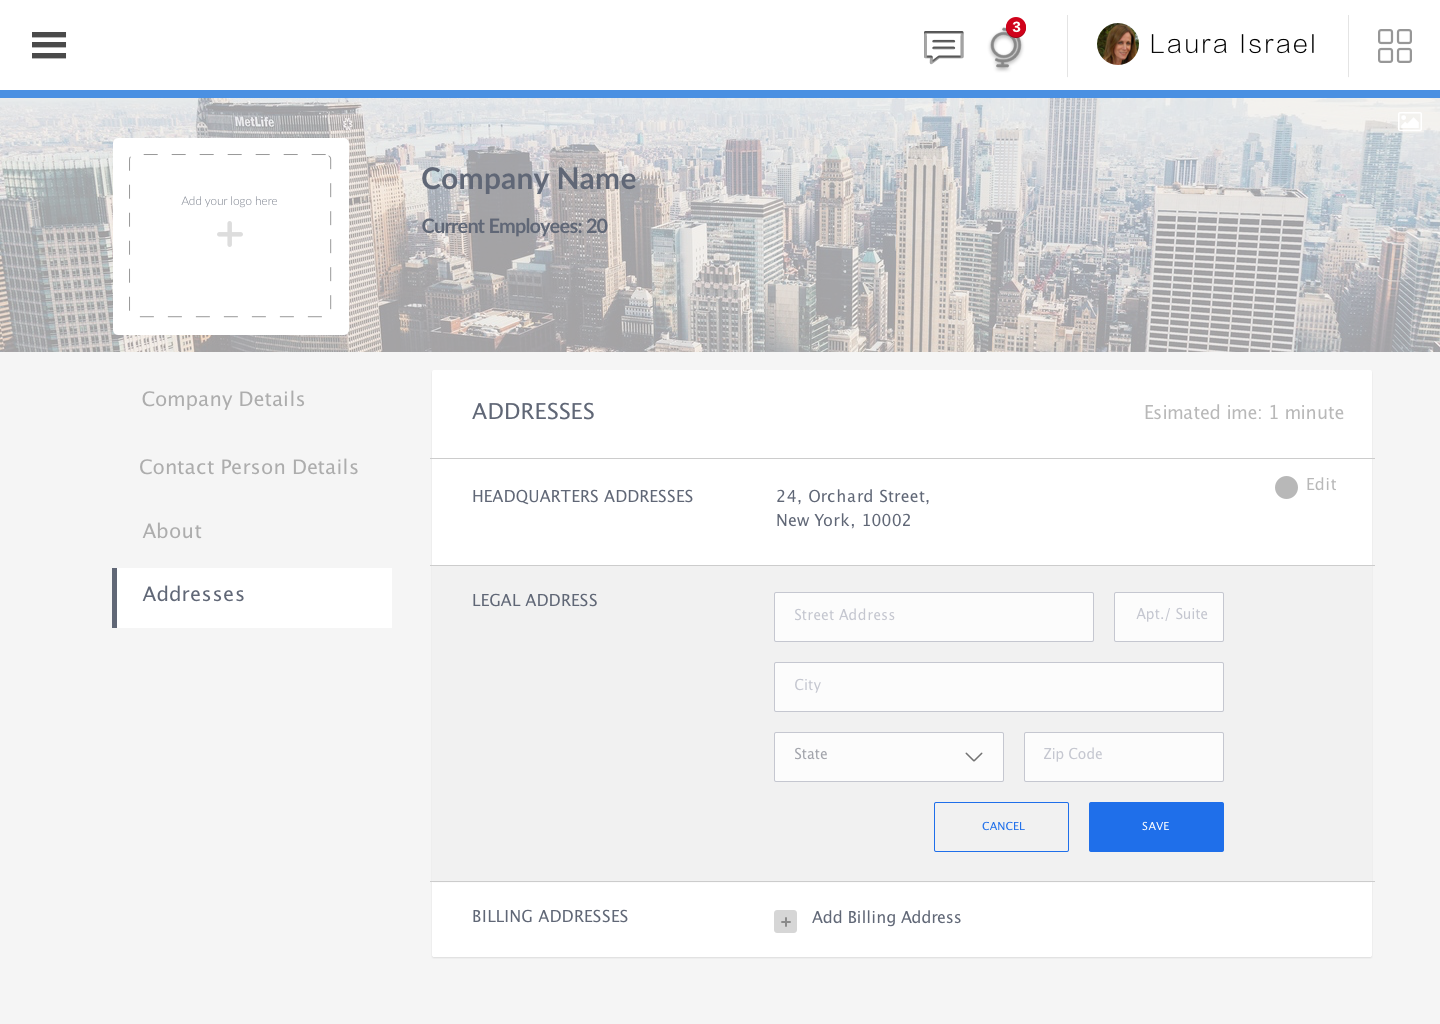 3
Laura Israel
MetLife
Add your logo here
Company Name
Current Employees: 20
Company Details
Contact Person Details
About
Addresses
ADDRESSES
Esimated ime: 1 minute
HEADQUARTERS ADDRESSES
24, Orchard Street,
New York, 10002
Edit
LEGAL ADDRESS
Street Address
Apt./ Suite
City
State
Zip Code
CANCEL
SAVE
BILLING ADDRESSES
Add Billing Address